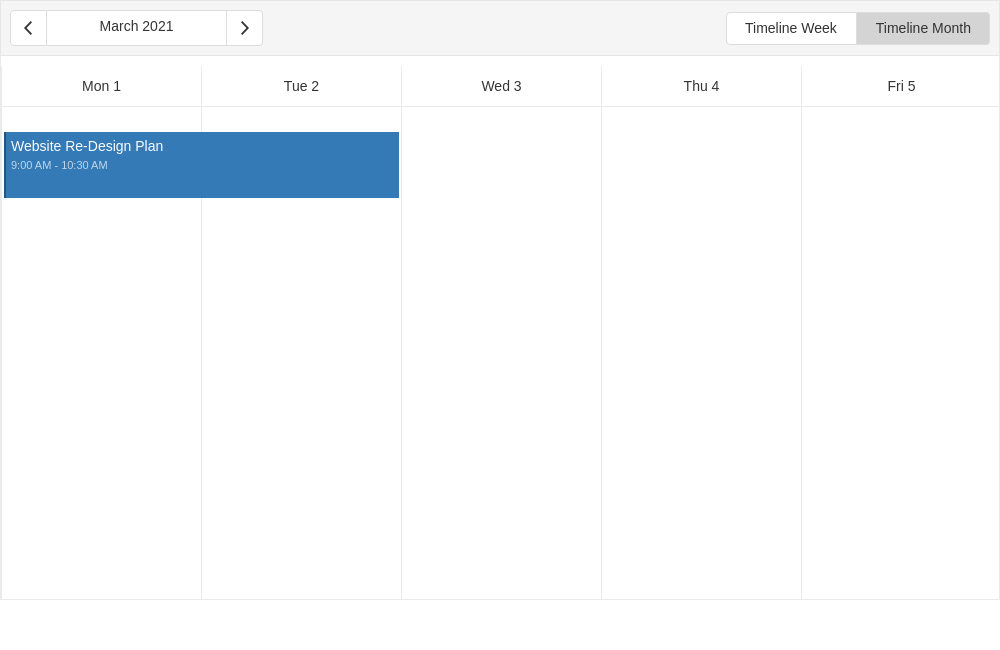 March 2021
Timeline Week
Timeline Month
Mon 1
Tue 2
Wed 3
Thu 4
Fri 5
Website Re-Design Plan
9:00 AM - 10:30 AM